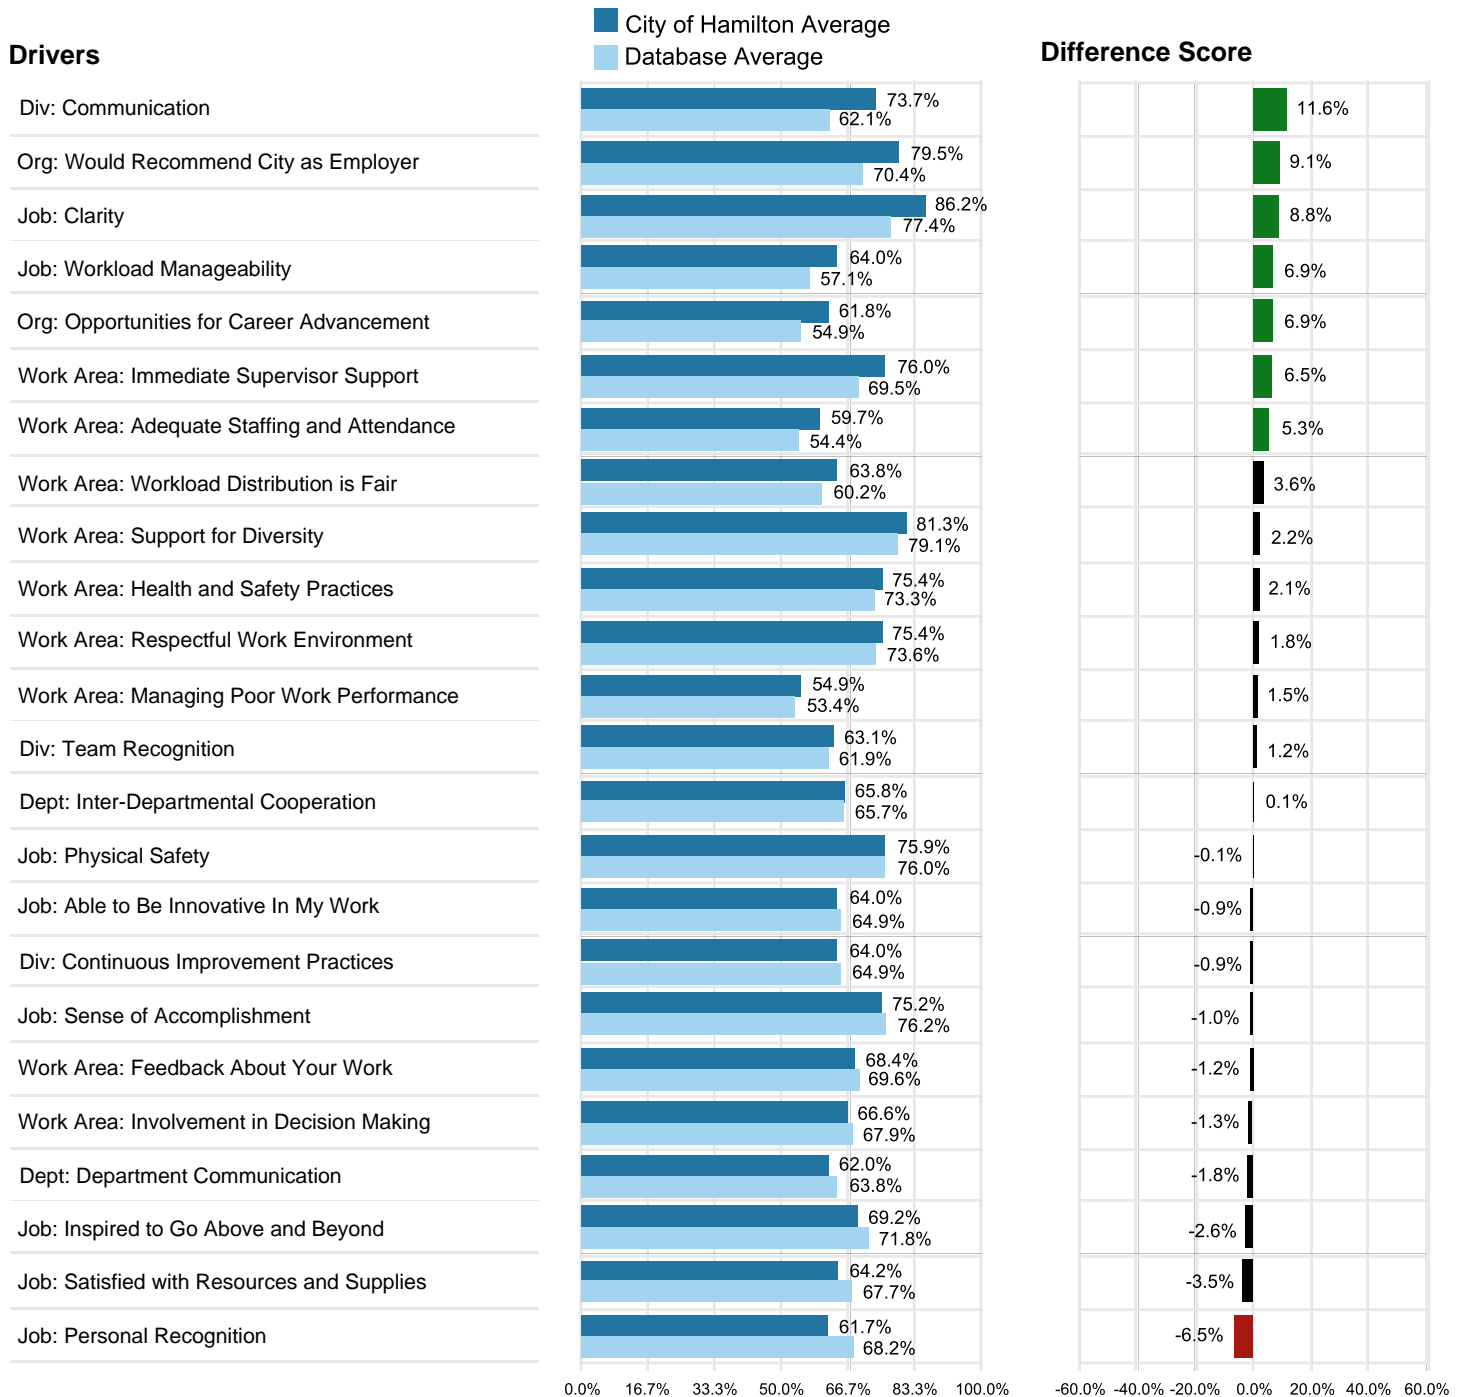 City of Hamilton Average
Drivers
Database Average
Difference Score
Div: Communication 73.7% 62.1% 11.6%
Org: Would Recommend City as Employer 79.5% 70.4% 9.1%
Job: Clarity 86.2% 77.4% 8.8%
Job: Workload Manageability 64.0% 57.1% 6.9%
Org: Opportunities for Career Advancement 61.8% 54.9% 6.9%
Work Area: Immediate Supervisor Support 76.0% 69.5% 6.5%
Work Area: Adequate Staffing and Attendance 59.7% 54.4% 5.3%
Work Area: Workload Distribution is Fair 63.8% 60.2% 3.6%
Work Area: Support for Diversity 81.3% 79.1% 2.2%
Work Area: Health and Safety Practices 75.4% 73.3% 2.1%
Work Area: Respectful Work Environment 75.4% 73.6% 1.8%
Work Area: Managing Poor Work Performance 54.9% 53.4% 1.5%
Div: Team Recognition 63.1% 61.9% 1.2%
Dept: Inter-Departmental Cooperation 65.8% 65.7% 0.1%
Job: Physical Safety 75.9% 76.0% -0.1%
Job: Able to Be Innovative In My Work 64.0% 64.9% -0.9%
Div: Continuous Improvement Practices 64.0% 64.9% -0.9%
Job: Sense of Accomplishment 75.2% 76.2% -1.0%
Work Area: Feedback About Your Work 68.4% 69.6% -1.2%
Work Area: Involvement in Decision Making 66.6% 67.9% -1.3%
Dept: Department Communication 62.0% 63.8% -1.8%
Job: Inspired to Go Above and Beyond 69.2% 71.8% -2.6%
Job: Satisfied with Resources and Supplies 64.2% 67.7% -3.5%
Job: Personal Recognition 61.7% 68.2% -6.5%
0.0% 16.7% 33.3% 50.0% 66.7% 83.3% 100.0% -60.0% -40.0% -20.0% 0.0% 20.0% 40.0% 60.0%